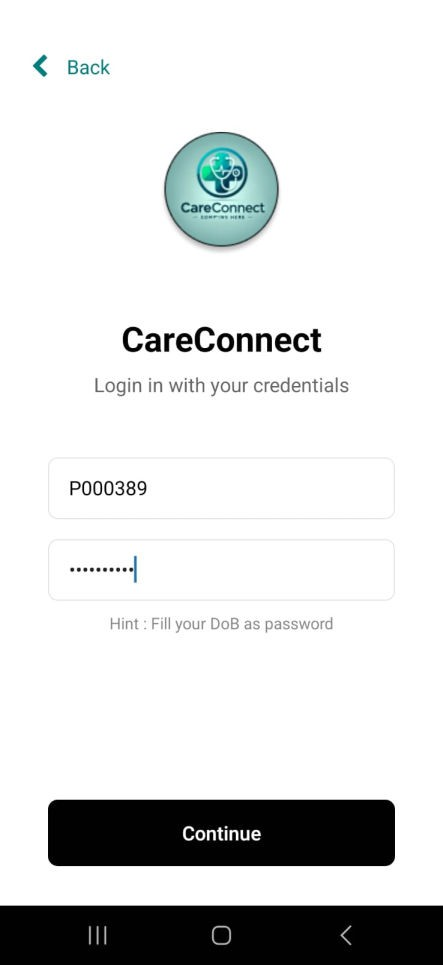 Back
CareConnect
CareConnect
Login in with your credentials
P000389
••••••••••
Hint : Fill your DoB as password
Continue